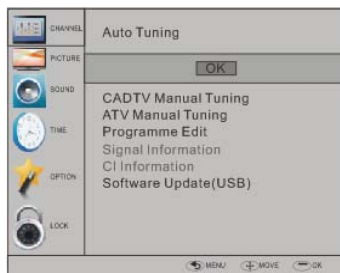 CHANNEL
PICTURE
SOUND
TIME
OPTION
LOCK
Auto Tuning
OK
CADTV Manual Tuning
ATV Manual Tuning
Programme Edit
Signal Information
CI Information
Software Update(USB)
MENU MOVE OK